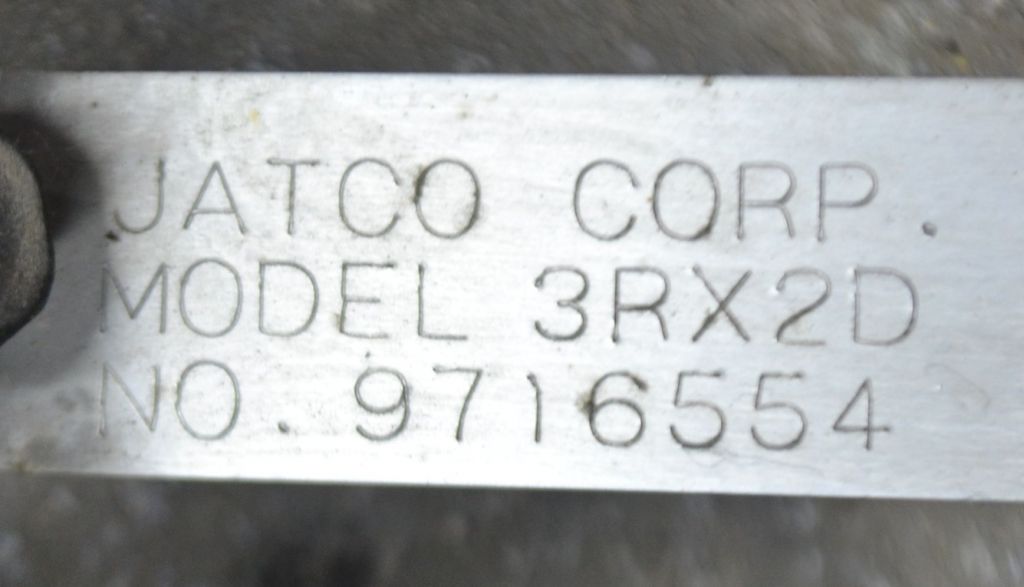 JATCO CORP.
MODEL 3RX2D
NO. 9716554